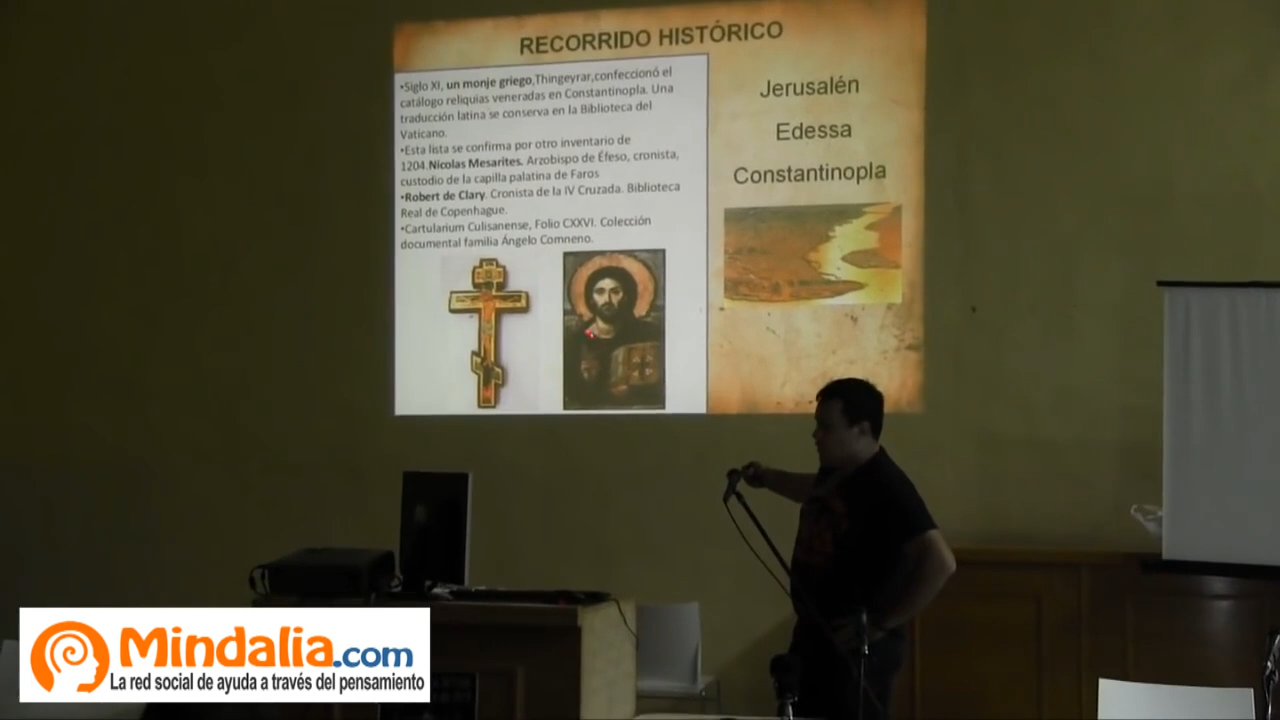 RECORRIDO HISTÓRICO
•Siglo XI, un monje griego,Thingeyrar,confeccionó el
catálogo reliquias veneradas en Constantinopla. Una
traducción latina se conserva en la Biblioteca del
Vaticano.
•Esta lista se confirma por otro inventario de
1204.Nicolas Mesarites. Arzobispo de Éfeso, cronista,
custodio de la capilla palatina de Faros
•Robert de Clary. Cronista de la IV Cruzada. Biblioteca
Real de Copenhague.
•Cartularium Culisanense, Folio CXXVI. Colección
documental familia Ángelo Comneno.
Jerusalén
Edessa
Constantinopla
Mindalia.com
La red social de ayuda a través del pensamiento